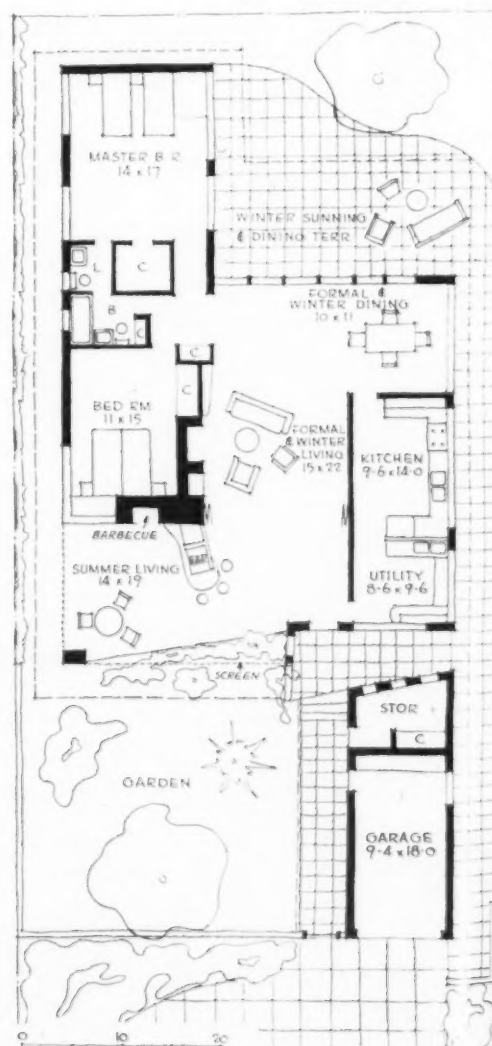 MASTER B R
14 x 17
WINTER SUNNING
& DINING TERR
L
C
B
C
FORMAL
& WINTER DINING
10 x 11
C
C
BED RM
11 x 15
FORMAL
& WINTER
LIVING
15 x 22
KITCHEN
9-6 x 14-0
BARBECUE
SUMMER LIVING
14 x 19
BAR
UTILITY
8-6 x 9-6
SCREEN
STOR
C
GARDEN
GARAGE
9-4 x 18-0
0 10 20